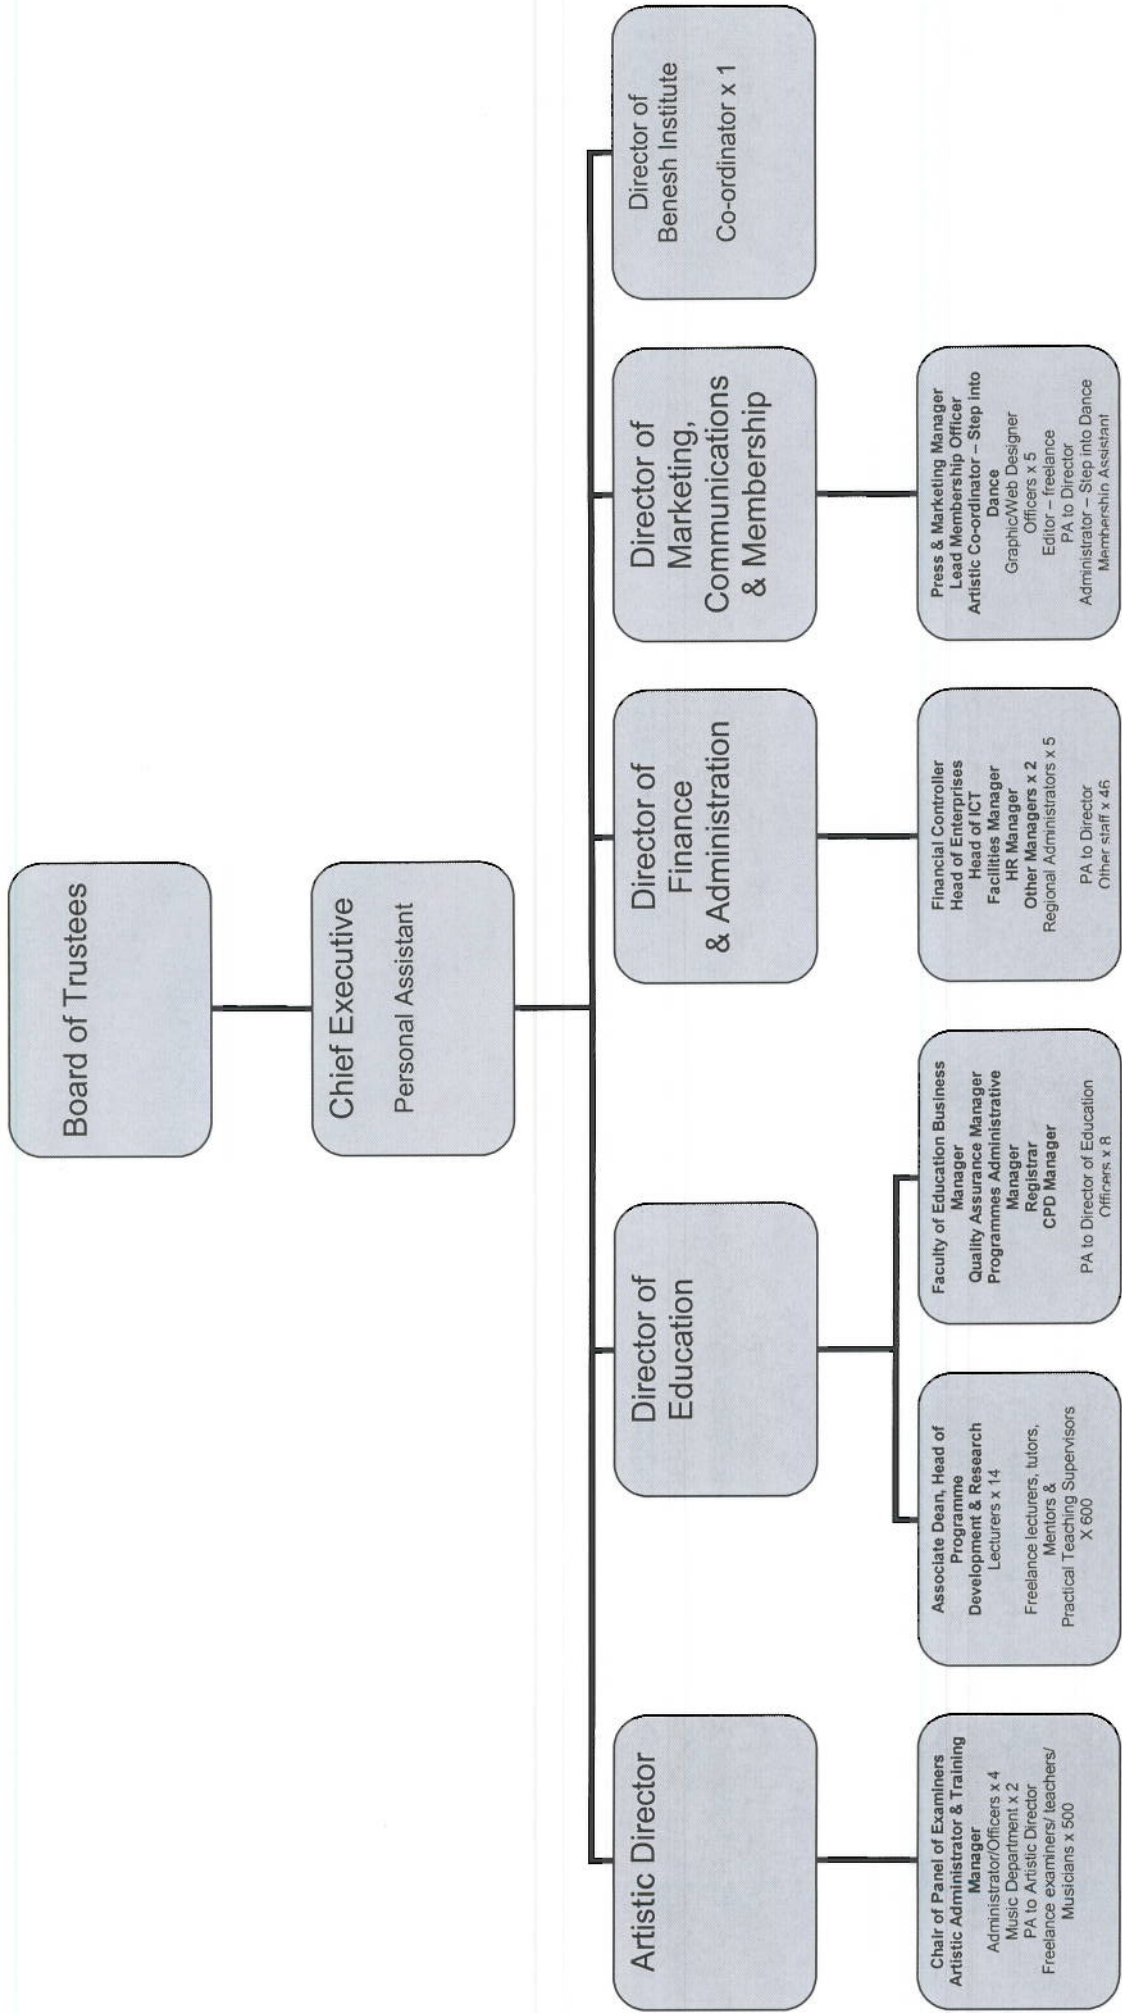 Board of Trustees
Chief Executive
Personal Assistant
Artistic Director
Director of
Education
Director of
Finance
& Administration
Director of
Marketing,
Communications
& Membership
Director of
Benesh Institute
Co-ordinator x 1
Chair of Panel of Examiners
Artistic Administrator & Training
Manager
Administrator/Officers x 4
Music Department x 2
PA to Artistic Director
Freelance examiners/ teachers/
Musicians x 500
Associate Dean, Head of
Programme
Development & Research
Lecturers x 14
Freelance lecturers, tutors,
Mentors &
Practical Teaching Supervisors
X 600
Faculty of Education Business
Manager
Quality Assurance Manager
Programmes Administrative
Manager
Registrar
CPD Manager
PA to Director of Education
Officers x 8
Financial Controller
Head of Enterprises
Head of ICT
Facilities Manager
HR Manager
Other Managers x 2
Regional Administrators x 5
PA to Director
Other staff x 46
Press & Marketing Manager
Lead Membership Officer
Artistic Co-ordinator – Step into
Dance
Graphic/Web Designer
Officers x 5
Editor – freelance
PA to Director
Administrator – Step into Dance
Membership Assistant